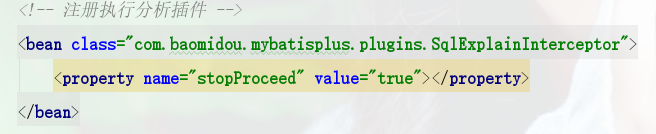 <!-- 注册执行分析插件 -->
<bean class="com.baomidou.mybatisplus.plugins.SqlExplainInterceptor">
<property name="stopProceed" value="true"></property>
</bean>